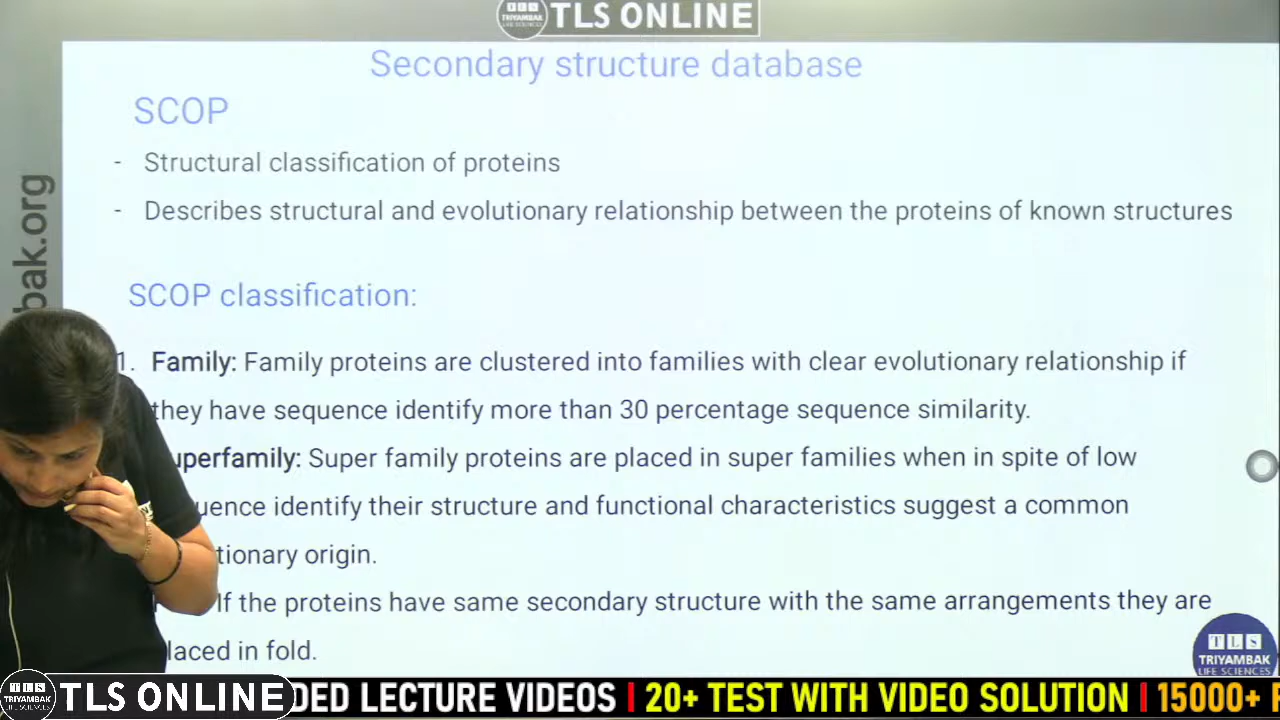 TRIYAMBAK
LIFE SCIENCES
TLS ONLINE
Secondary structure database
SCOP
- Structural classification of proteins
- Describes structural and evolutionary relationship between the proteins of known structures
bak.org
SCOP classification:
1. Family: Family proteins are clustered into families with clear evolutionary relationship if
they have sequence identify more than 30 percentage sequence similarity.
uperfamily: Super family proteins are placed in super families when in spite of low
uence identify their structure and functional characteristics suggest a common
tionary origin.
If the proteins have same secondary structure with the same arrangements they are
laced in fold.
TLS
TRIYAMBAK
LIFE SCIENCES
TLS ONLINE
DED LECTURE VIDEOS | 20+ TEST WITH VIDEO SOLUTION | 15000+